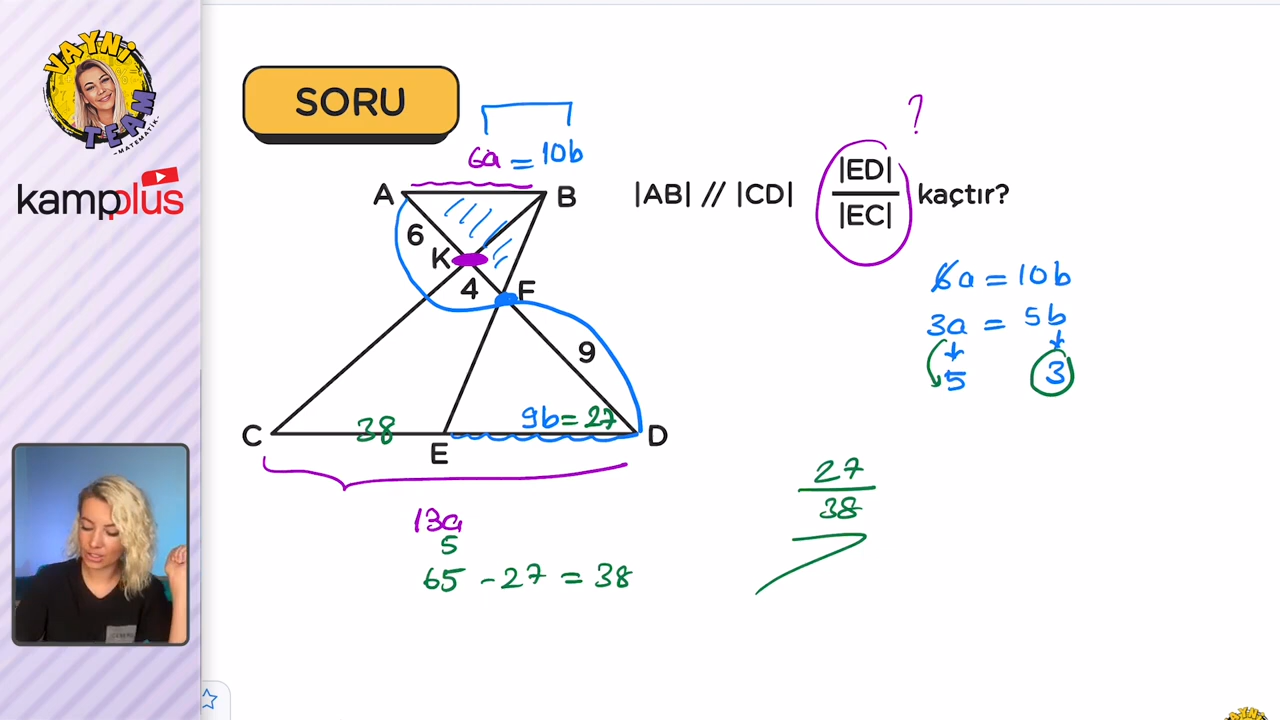 VAYNİ
TEAM
-MATEMATİK-
kampplus
SORU
6a = 10b
A B
6
K
4 F
9
C 38 E 9b=27 D
13a
5
65 - 27 = 38
|AB| // |CD| |ED| / |EC| kaçtır?
?
6a = 10b
3a = 5b
5 3
27
38